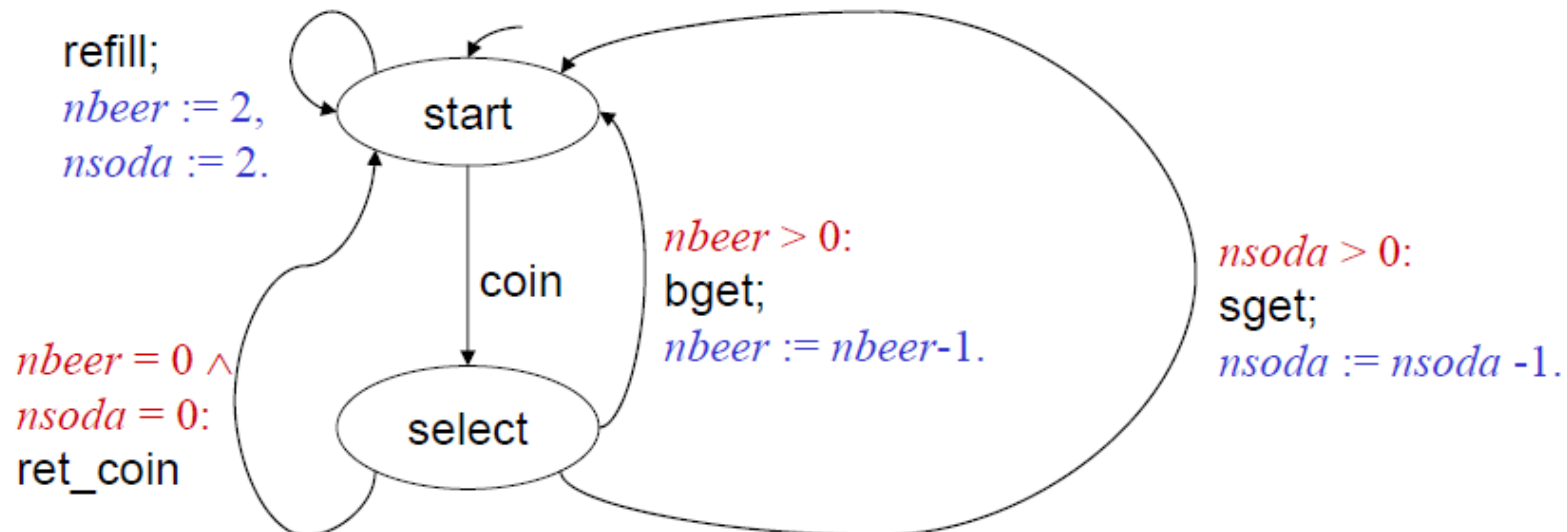 refill;
nbeer := 2,
nsoda := 2.
start
coin
nbeer > 0:
bget;
nbeer := nbeer-1.
nsoda > 0:
sget;
nsoda := nsoda -1.
nbeer = 0 ∧
nsoda = 0:
ret_coin
select